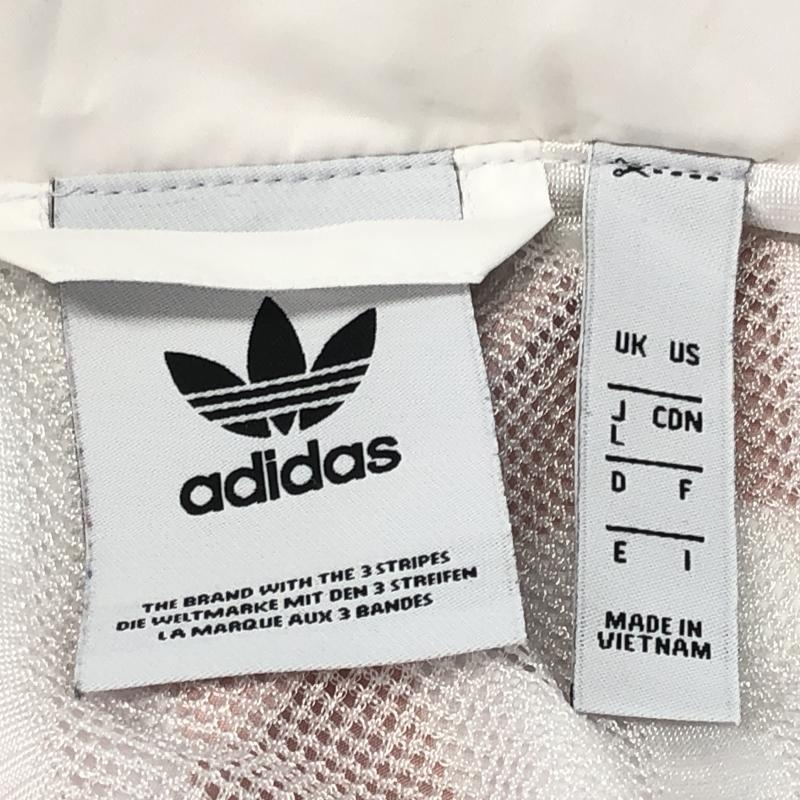 adidas
THE BRAND WITH THE 3 STRIPES
DIE WELTMARKE MIT DEN 3 STREIFEN
LA MARQUE AUX 3 BANDES
UK US
J CDN
L
D F
E I
MADE IN
VIETNAM